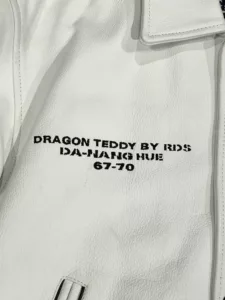 DRAGON TEDDY BY RDS
DA-NANG HUE
67-70